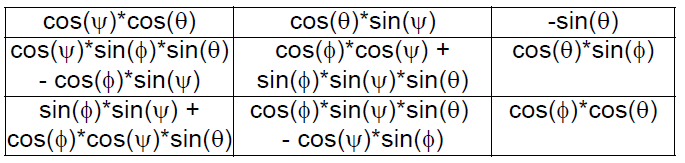 cos(ψ)*cos(θ) cos(θ)*sin(ψ) -sin(θ)
cos(ψ)*sin(ϕ)*sin(θ)
- cos(ϕ)*sin(ψ)
cos(ϕ)*cos(ψ) +
sin(ϕ)*sin(ψ)*sin(θ)
cos(θ)*sin(ϕ)
sin(ϕ)*sin(ψ) +
cos(ϕ)*cos(ψ)*sin(θ)
cos(ϕ)*sin(ψ)*sin(θ)
- cos(ψ)*sin(ϕ)
cos(ϕ)*cos(θ)